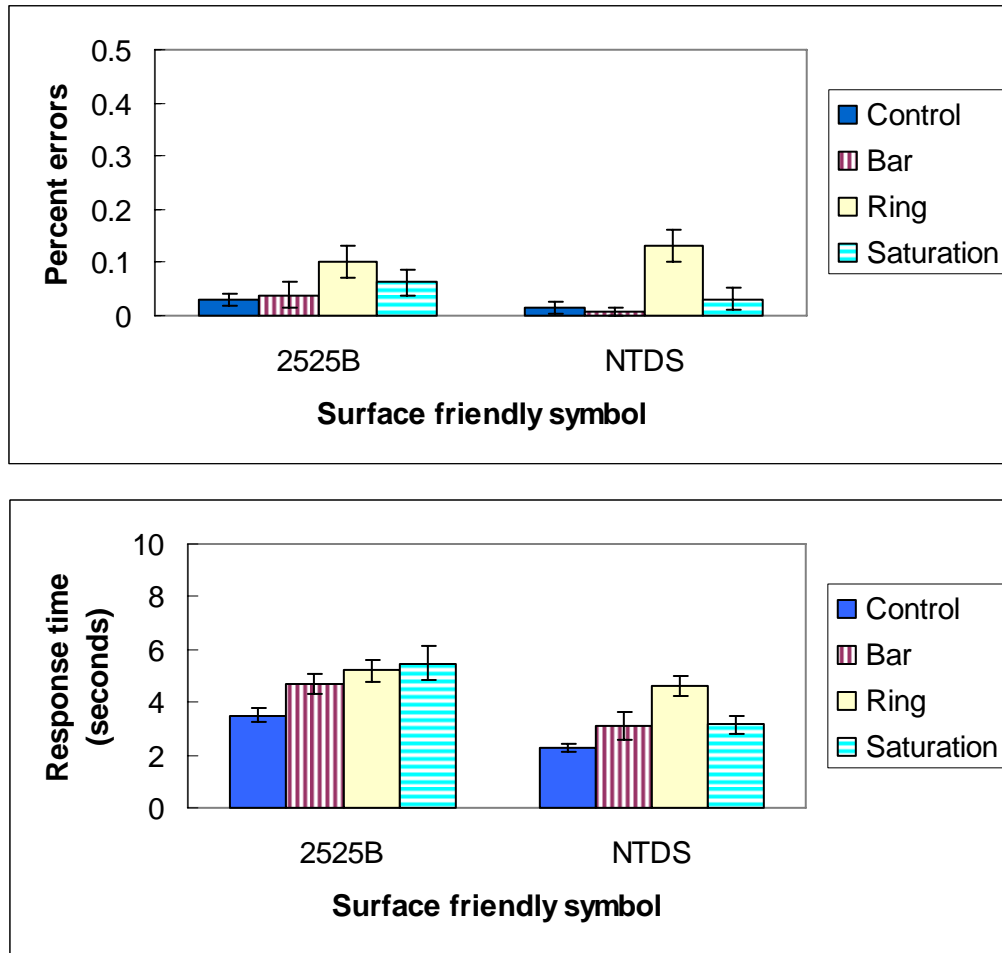 Percent errors
0.5
0.4
0.3
0.2
0.1
0
2525B
NTDS
Surface friendly symbol
Control
Bar
Ring
Saturation
Response time
(seconds)
10
8
6
4
2
0
2525B
NTDS
Surface friendly symbol
Control
Bar
Ring
Saturation